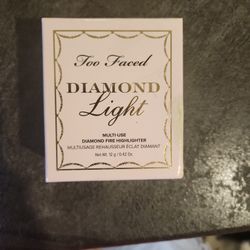 Too Faced
DIAMOND
Light
MULTI-USE
DIAMOND FIRE HIGHLIGHTER
MULTIUSAGE REHAUSSEUR ÉCLAT DIAMANT
Net Wt. 12 g / 0.42 Oz.